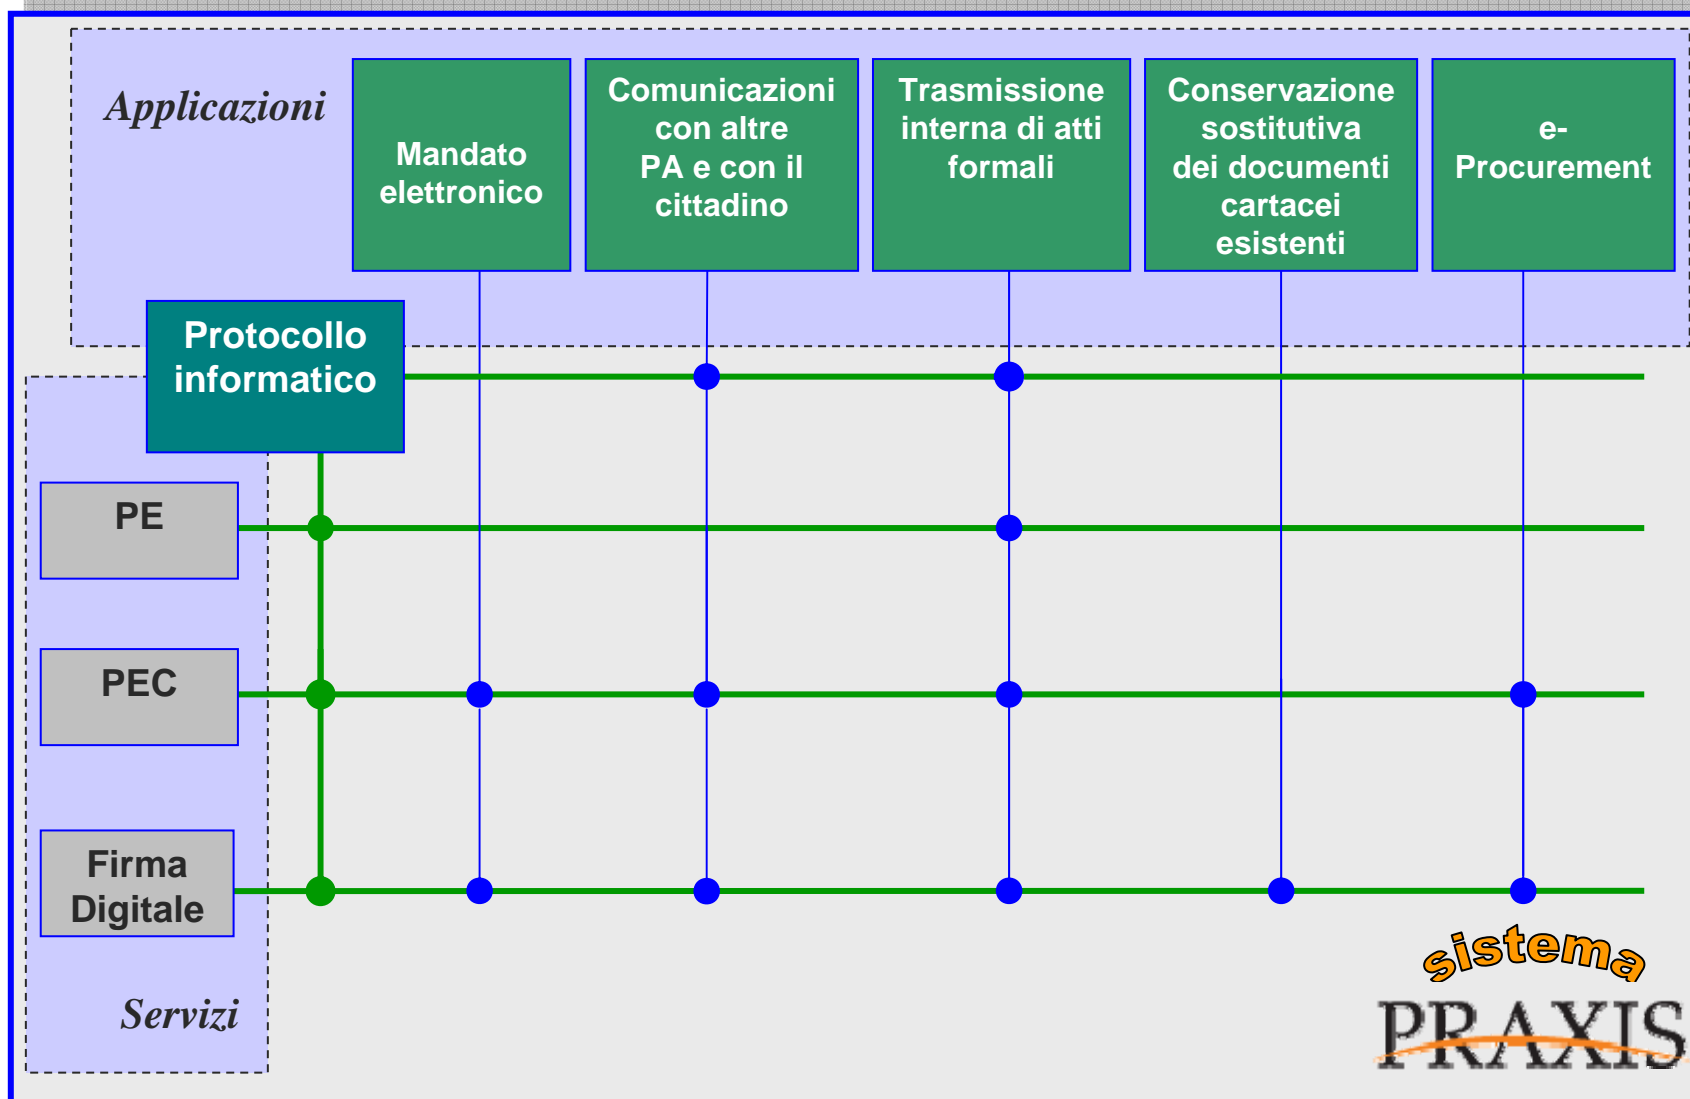 Applicazioni
Mandato
elettronico
Comunicazioni
con altre
PA e con il
cittadino
Trasmissione
interna di atti
formali
Conservazione
sostitutiva
dei documenti
cartacei
esistenti
e-
Procurement
Protocollo
informatico
PE
PEC
Firma
Digitale
Servizi
sistema
PRAXIS